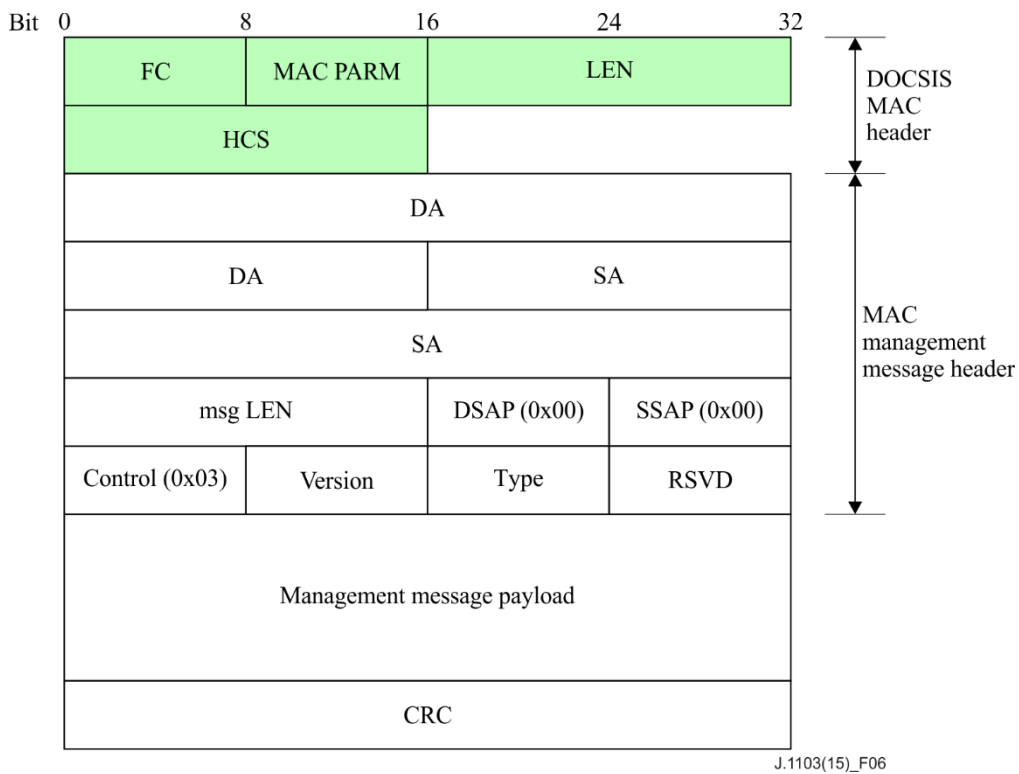 Bit 0 8 16 24 32
FC MAC PARM LEN
HCS
DOCSIS
MAC
header
DA
DA SA
SA
msg LEN DSAP (0x00) SSAP (0x00)
Control (0x03) Version Type RSVD
MAC
management
message header
Management message payload
CRC
J.1103(15)_F06